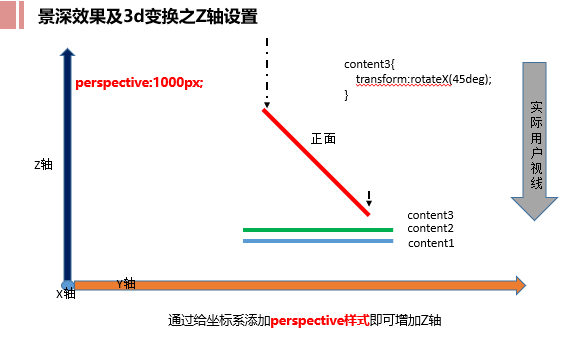 景深效果及3d变换之Z轴设置
perspective:1000px;
content3{
transform:rotateX(45deg);
}
正面
实际用户视线
Z轴
content3
content2
content1
Y轴
X轴
通过给坐标系添加perspective样式即可增加Z轴